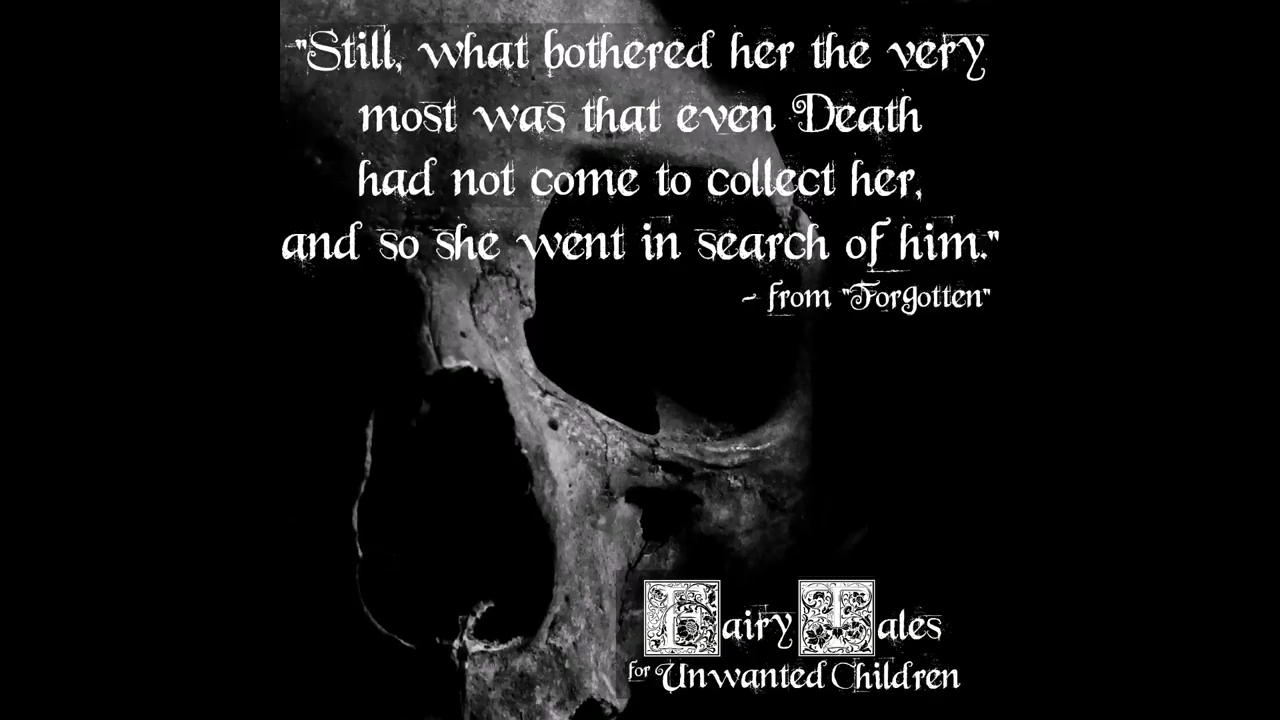 "Still, what bothered her the very
most was that even Death
had not come to collect her,
and so she went in search of him."
~ from "Forgotten"
Fairy Tales
for Unwanted Children